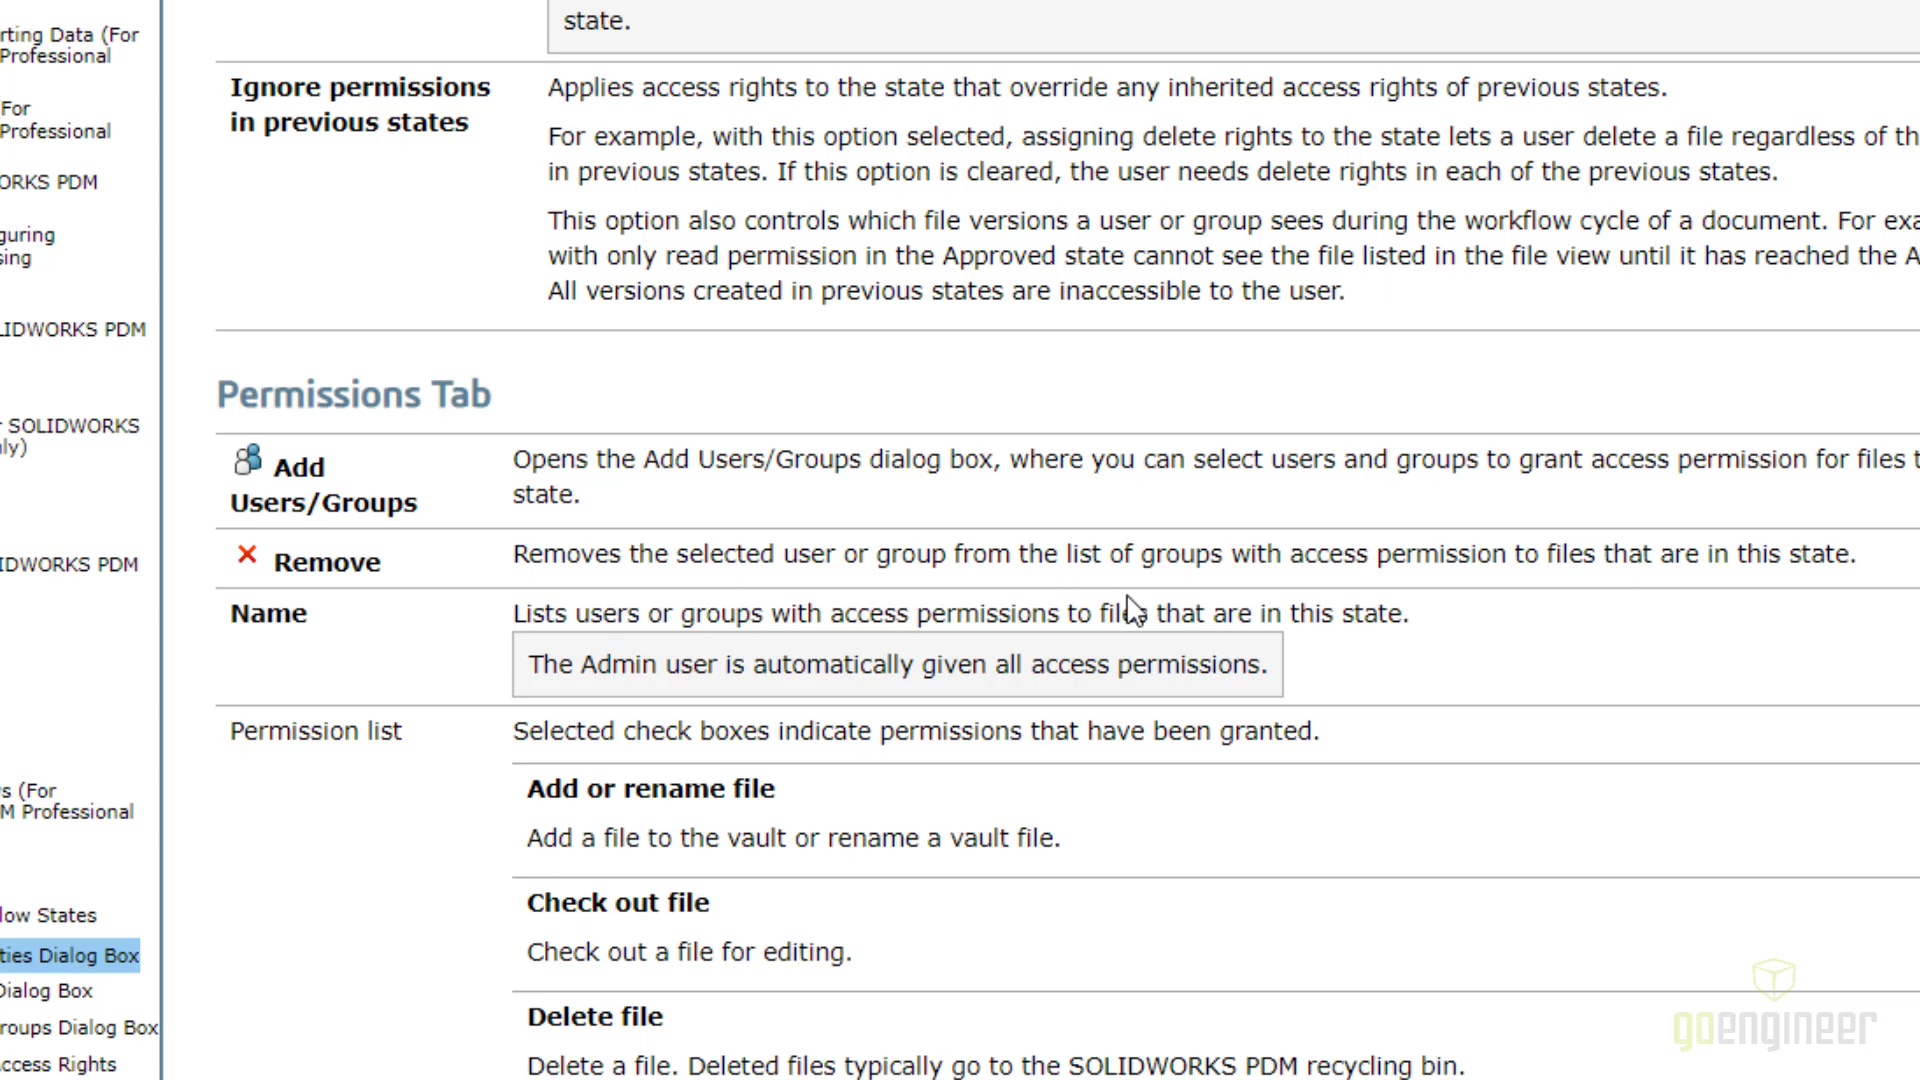 rting Data (For
Professional
For
Professional
ORKS PDM
guring
sing
LIDWORKS PDM
SOLIDWORKS
ly)
IDWORKS PDM
s (For
M Professional
low States
ties Dialog Box
Dialog Box
roups Dialog Box
ccess Rights
state.
Ignore permissions
in previous states
Applies access rights to the state that override any inherited access rights of previous states.
For example, with this option selected, assigning delete rights to the state lets a user delete a file regardless of th
in previous states. If this option is cleared, the user needs delete rights in each of the previous states.
This option also controls which file versions a user or group sees during the workflow cycle of a document. For exa
with only read permission in the Approved state cannot see the file listed in the file view until it has reached the A
All versions created in previous states are inaccessible to the user.
Permissions Tab
Add
Users/Groups
Opens the Add Users/Groups dialog box, where you can select users and groups to grant access permission for files t
state.
Remove
Removes the selected user or group from the list of groups with access permission to files that are in this state.
Name
Lists users or groups with access permissions to files that are in this state.
The Admin user is automatically given all access permissions.
Permission list
Selected check boxes indicate permissions that have been granted.
Add or rename file
Add a file to the vault or rename a vault file.
Check out file
Check out a file for editing.
Delete file
Delete a file. Deleted files typically go to the SOLIDWORKS PDM recycling bin.
goengineer